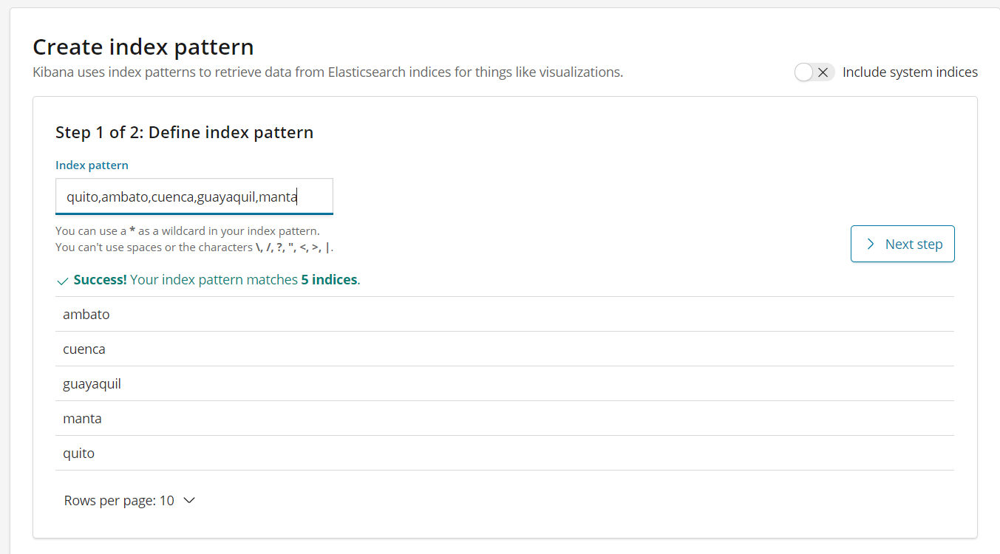 Create index pattern
Kibana uses index patterns to retrieve data from Elasticsearch indices for things like visualizations.
Include system indices
Step 1 of 2: Define index pattern
Index pattern
quito,ambato,cuenca,guayaquil,manta
You can use a * as a wildcard in your index pattern.
You can't use spaces or the characters \, /, ?, ", <, >, |.
Next step
Success! Your index pattern matches 5 indices.
ambato
cuenca
guayaquil
manta
quito
Rows per page: 10